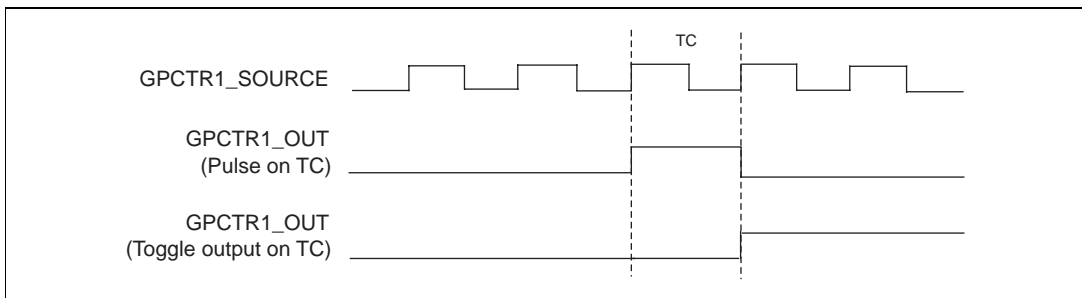 TC
GPCTR1_SOURCE
GPCTR1_OUT
(Pulse on TC)
GPCTR1_OUT
(Toggle output on TC)